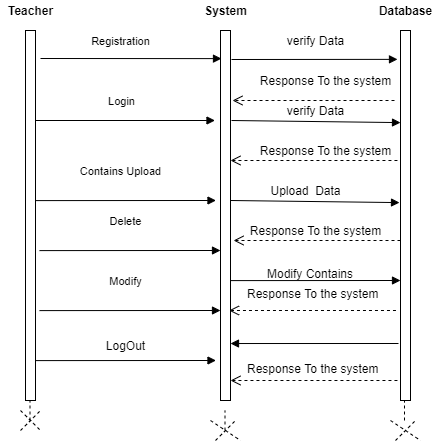 Teacher System Database
Registration verify Data
Response To the system
Login verify Data
Response To the system
Contains Upload
Upload Data
Delete
Response To the system
Modify Modify Contains
Response To the system
LogOut
Response To the system